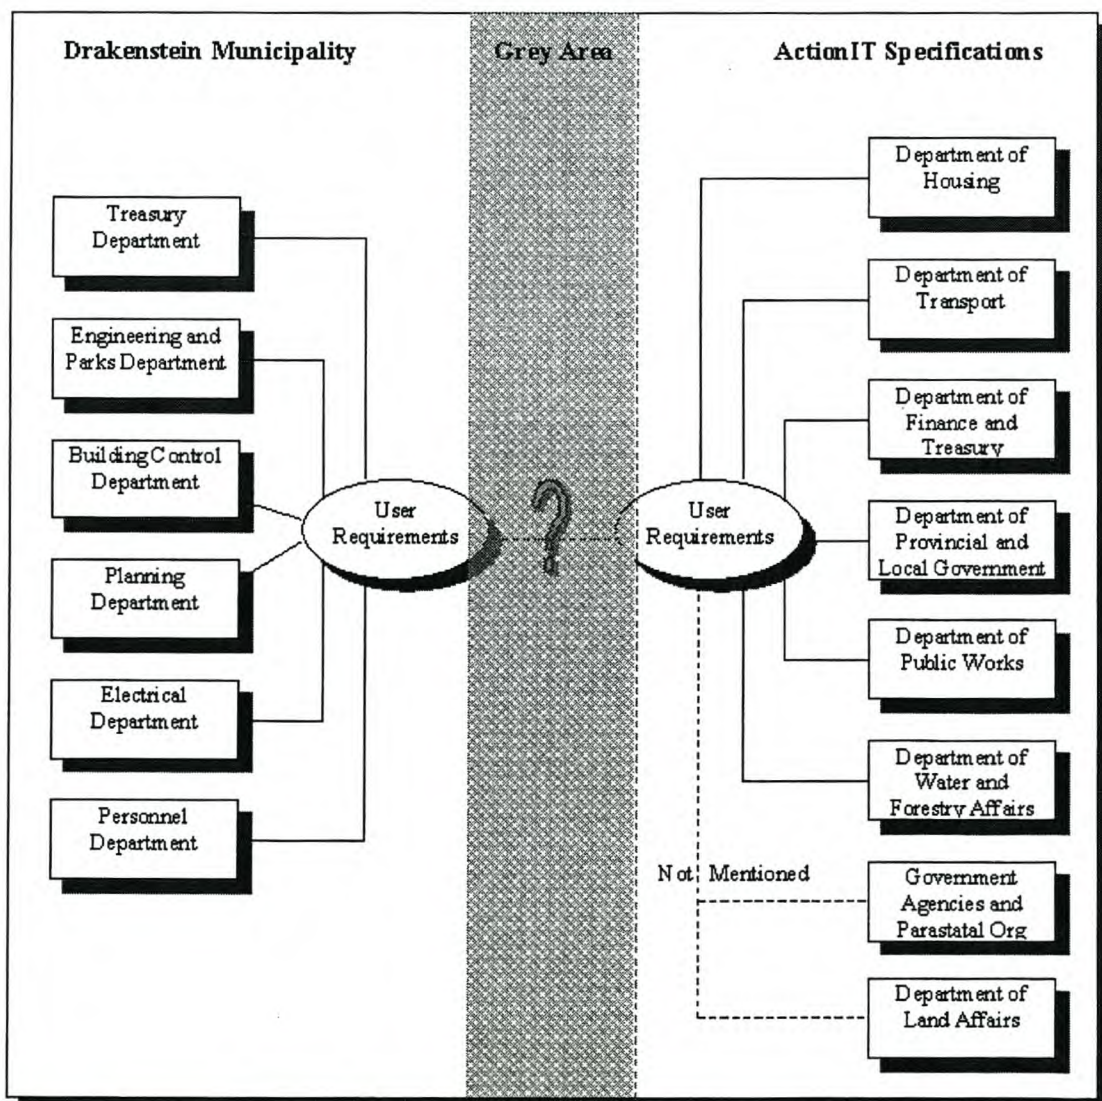 Drakenstein Municipality
Grey Area
ActionIT Specifications
Treasury
Department
Engineering and
Parks Department
Building Control
Department
Planning
Department
Electrical
Department
Personnel
Department
User
Requirements
?
User
Requirements
Department of
Housing
Department of
Transport
Department of
Finance and
Treasury
Department of
Provincial and
Local Government
Department of
Public Works
Department of
Water and
Forestry Affairs
Not Mentioned
Government
Agencies and
Parastatal Org
Department of
Land Affairs